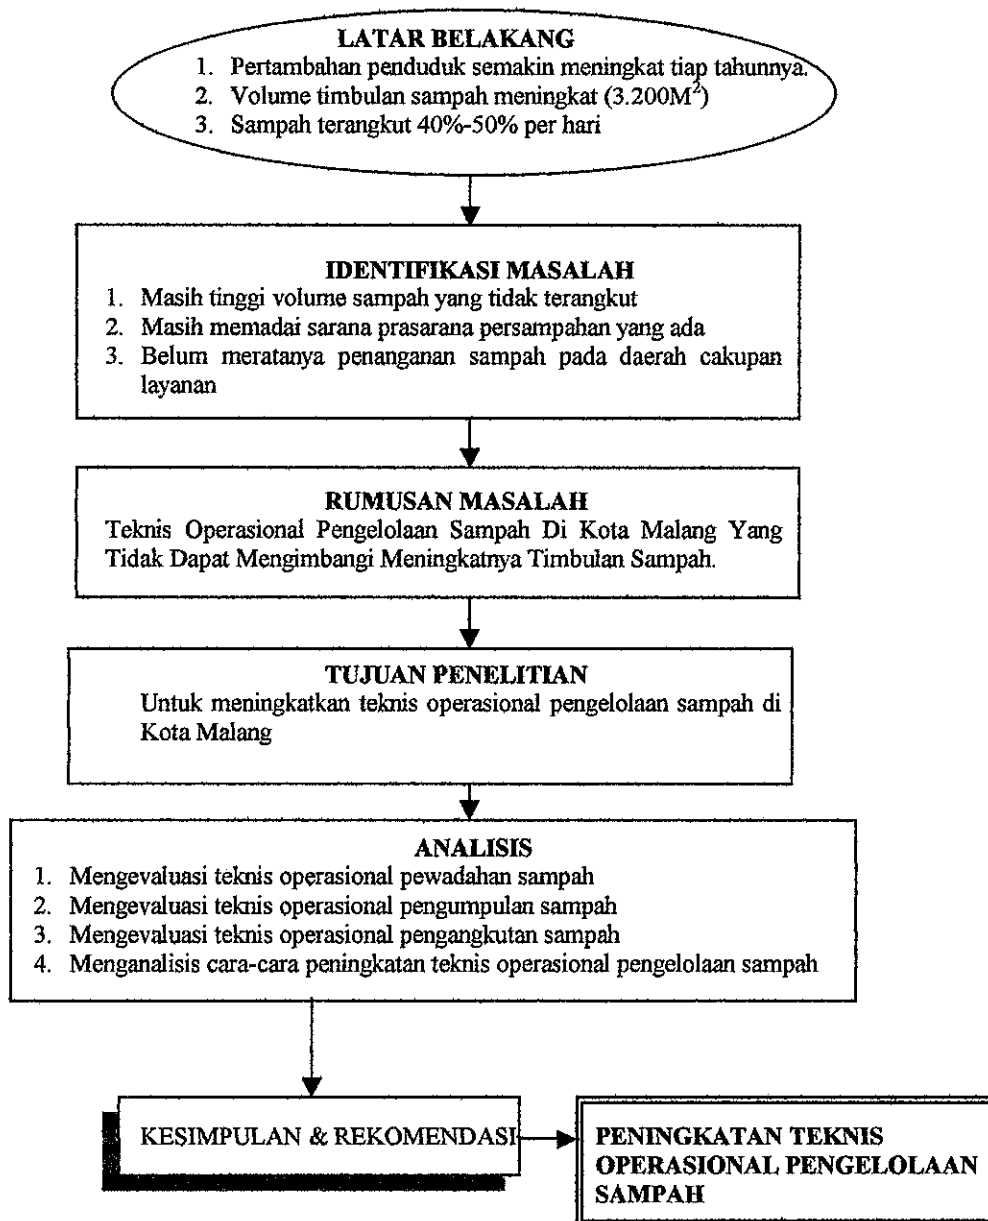 LATAR BELAKANG
1. Pertambahan penduduk semakin meningkat tiap tahunnya.
2. Volume timbulan sampah meningkat (3.200M²)
3. Sampah terangkut 40%-50% per hari
IDENTIFIKASI MASALAH
1. Masih tinggi volume sampah yang tidak terangkut
2. Masih memadai sarana prasarana persampahan yang ada
3. Belum meratanya penanganan sampah pada daerah cakupan
layanan
RUMUSAN MASALAH
Teknis Operasional Pengelolaan Sampah Di Kota Malang Yang
Tidak Dapat Mengimbangi Meningkatnya Timbulan Sampah.
TUJUAN PENELITIAN
Untuk meningkatkan teknis operasional pengelolaan sampah di
Kota Malang
ANALISIS
1. Mengevaluasi teknis operasional pewadahan sampah
2. Mengevaluasi teknis operasional pengumpulan sampah
3. Mengevaluasi teknis operasional pengangkutan sampah
4. Menganalisis cara-cara peningkatan teknis operasional pengelolaan sampah
KESIMPULAN & REKOMENDASI
PENINGKATAN TEKNIS
OPERASIONAL PENGELOLAAN
SAMPAH